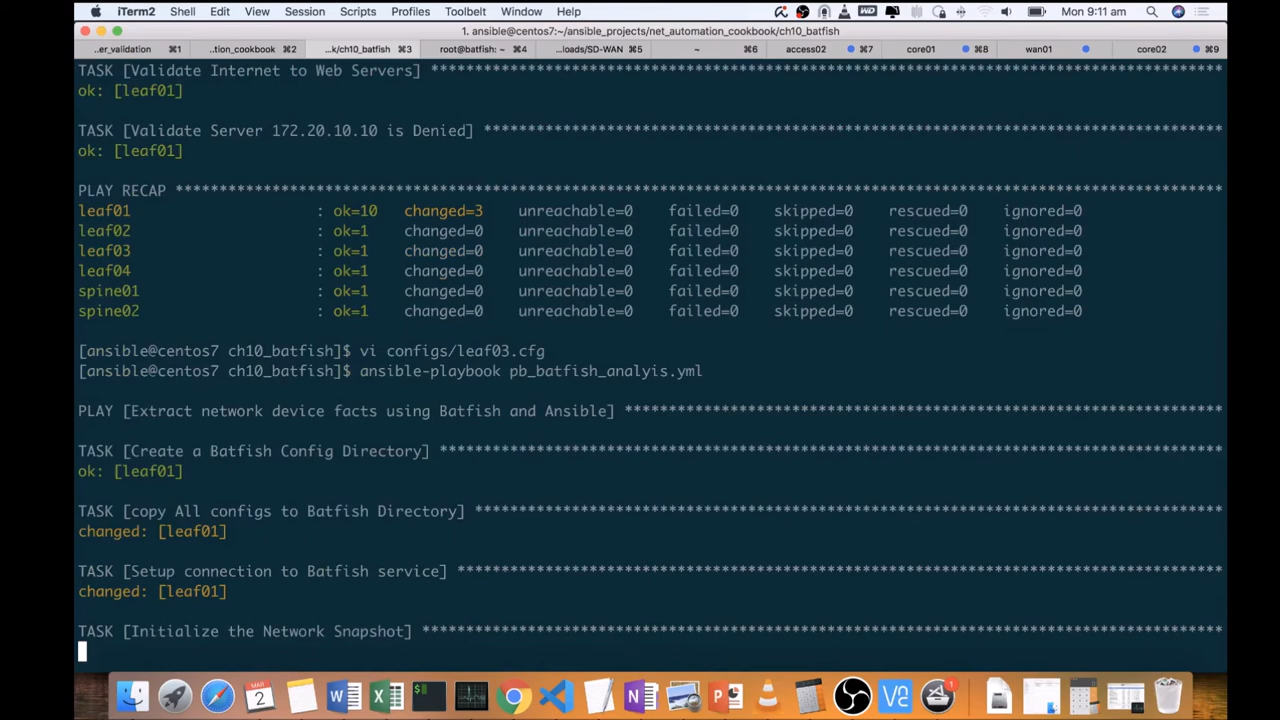 iTerm2 Shell Edit View Session Scripts Profiles Toolbelt Window Help WD Mon 9:11 am
1. ansible@centos7:~/ansible_projects/net_automation_cookbook/ch10_batfish
...er_validation ⌘1 ...tion_cookbook ⌘2 ...k/ch10_batfish ⌘3 root@batfish: ~ ⌘4 ...loads/SD-WAN ⌘5 ~ ⌘6 access02 ⌘7 core01 ⌘8 wan01 core02 ⌘9
TASK [Validate Internet to Web Servers] ***********************************************************************************************
ok: [leaf01]
TASK [Validate Server 172.20.10.10 is Denied] *****************************************************************************************
ok: [leaf01]
PLAY RECAP ****************************************************************************************************************************
leaf01 : ok=10 changed=3 unreachable=0 failed=0 skipped=0 rescued=0 ignored=0
leaf02 : ok=1 changed=0 unreachable=0 failed=0 skipped=0 rescued=0 ignored=0
leaf03 : ok=1 changed=0 unreachable=0 failed=0 skipped=0 rescued=0 ignored=0
leaf04 : ok=1 changed=0 unreachable=0 failed=0 skipped=0 rescued=0 ignored=0
spine01 : ok=1 changed=0 unreachable=0 failed=0 skipped=0 rescued=0 ignored=0
spine02 : ok=1 changed=0 unreachable=0 failed=0 skipped=0 rescued=0 ignored=0
[ansible@centos7 ch10_batfish]$ vi configs/leaf03.cfg
[ansible@centos7 ch10_batfish]$ ansible-playbook pb_batfish_analyis.yml
PLAY [Extract network device facts using Batfish and Ansible] *************************************************************************
TASK [Create a Batfish Config Directory] **********************************************************************************************
ok: [leaf01]
TASK [copy All configs to Batfish Directory] ******************************************************************************************
changed: [leaf01]
TASK [Setup connection to Batfish service] ********************************************************************************************
changed: [leaf01]
TASK [Initialize the Network Snapshot] ************************************************************************************************
MAR
2
1